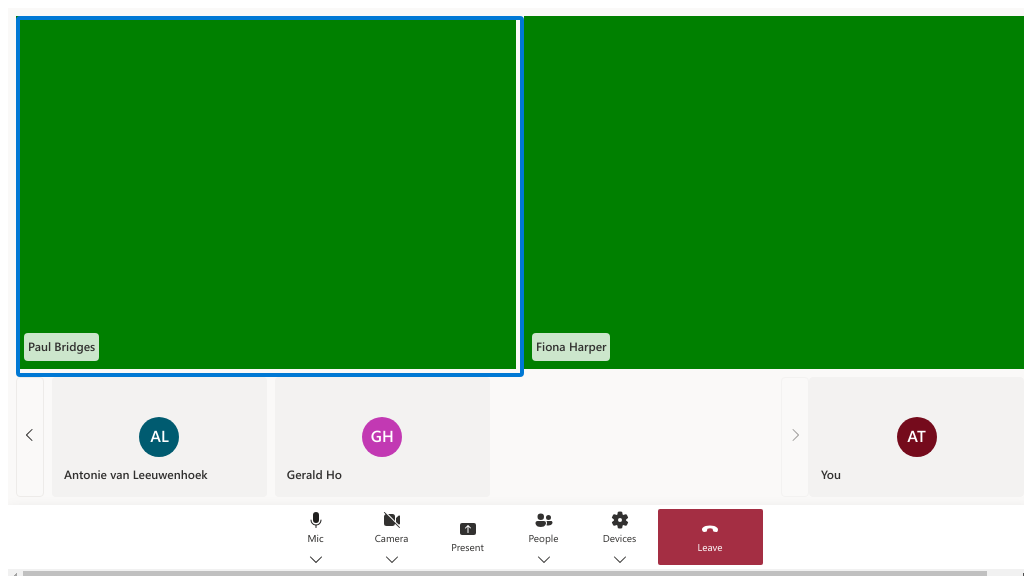 Paul Bridges
Fiona Harper
AL
Antonie van Leeuwenhoek
GH
Gerald Ho
AT
You
Mic
Camera
Present
People
Devices
Leave